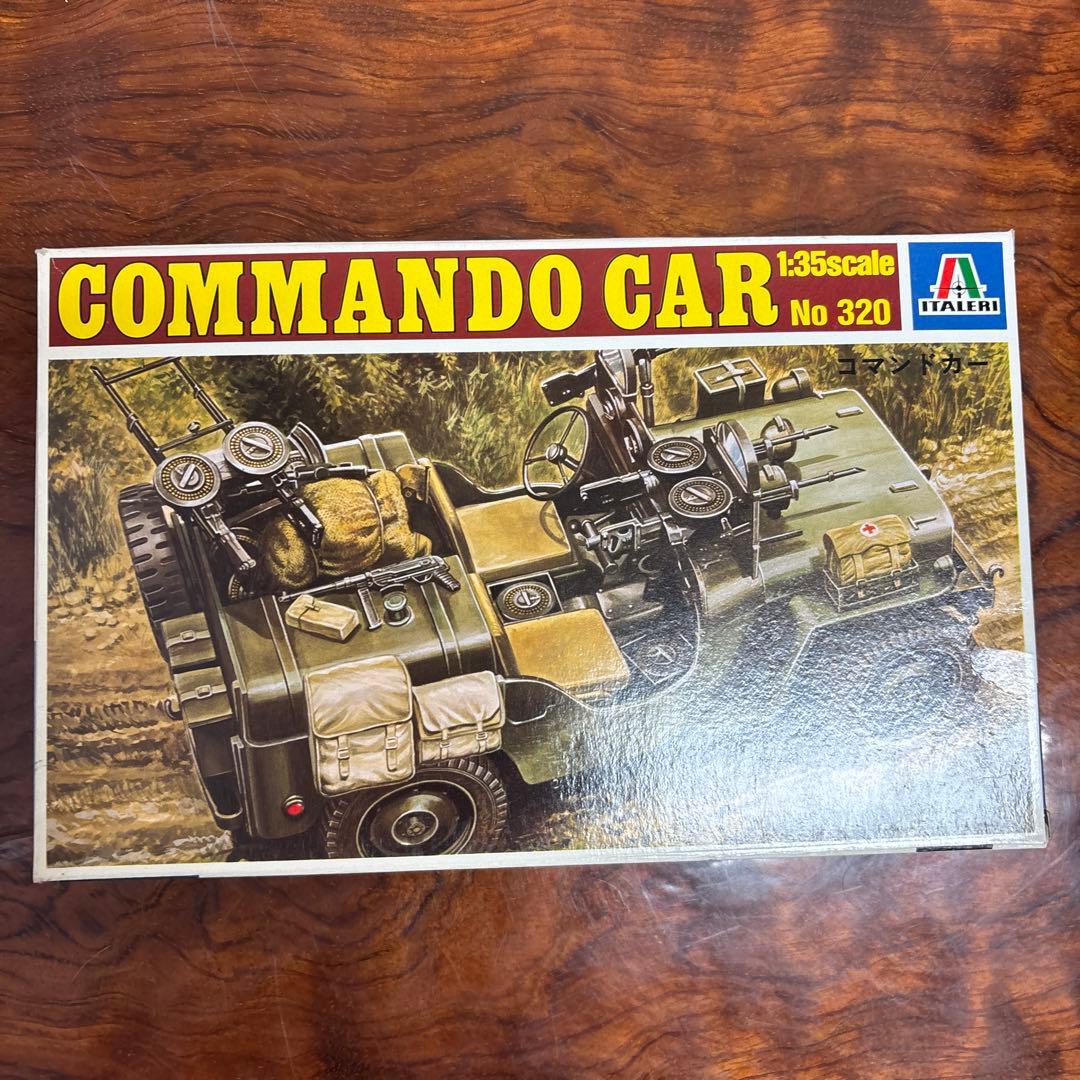 COMMANDO CAR
1:35scale
No 320
ITALERI
コマンドカー